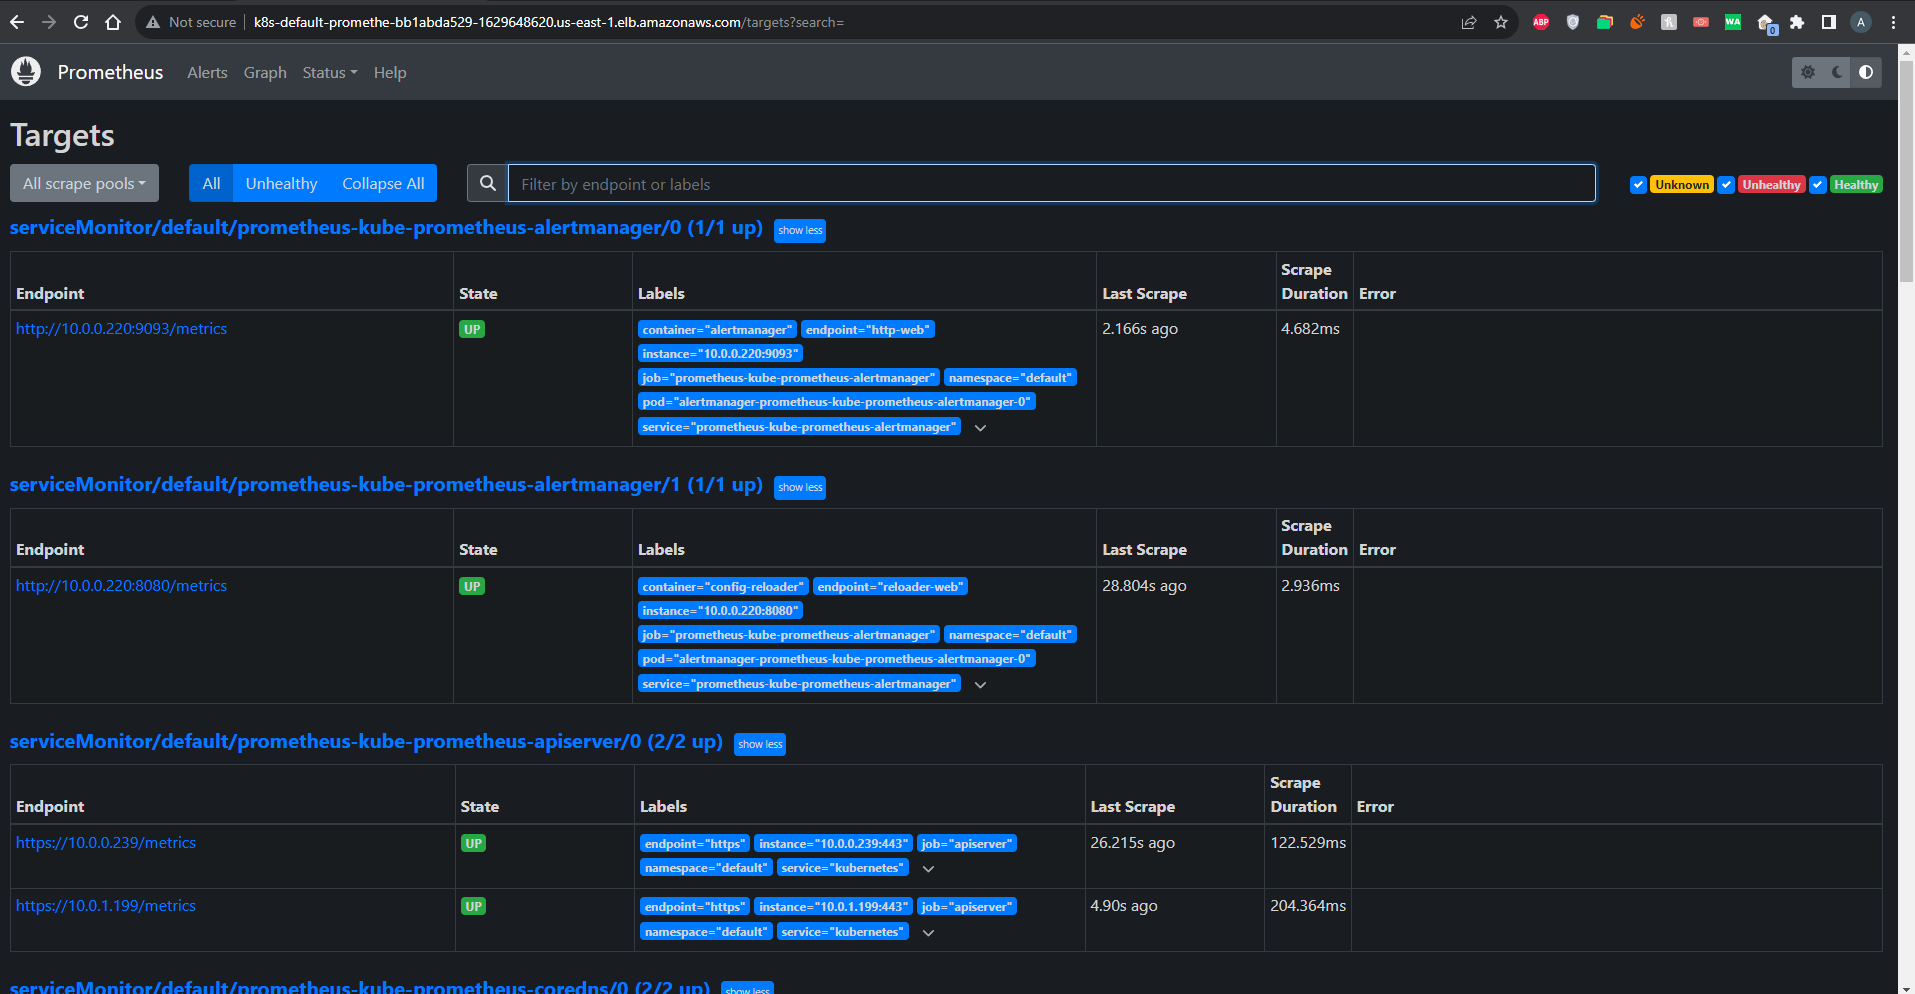 Not secure | k8s-default-promethe-bb1abda529-1629648620.us-east-1.elb.amazonaws.com/targets?search=
ABP
WA
0
A
Prometheus Alerts Graph Status Help
Targets
All scrape pools All Unhealthy Collapse All Filter by endpoint or labels Unknown Unhealthy Healthy
serviceMonitor/default/prometheus-kube-prometheus-alertmanager/0 (1/1 up) show less
Endpoint State Labels Last Scrape Scrape Duration Error
http://10.0.0.220:9093/metrics UP container="alertmanager" endpoint="http-web" 2.166s ago 4.682ms
instance="10.0.0.220:9093"
job="prometheus-kube-prometheus-alertmanager" namespace="default"
pod="alertmanager-prometheus-kube-prometheus-alertmanager-0"
service="prometheus-kube-prometheus-alertmanager"
serviceMonitor/default/prometheus-kube-prometheus-alertmanager/1 (1/1 up) show less
Endpoint State Labels Last Scrape Scrape Duration Error
http://10.0.0.220:8080/metrics UP container="config-reloader" endpoint="reloader-web" 28.804s ago 2.936ms
instance="10.0.0.220:8080"
job="prometheus-kube-prometheus-alertmanager" namespace="default"
pod="alertmanager-prometheus-kube-prometheus-alertmanager-0"
service="prometheus-kube-prometheus-alertmanager"
serviceMonitor/default/prometheus-kube-prometheus-apiserver/0 (2/2 up) show less
Endpoint State Labels Last Scrape Scrape Duration Error
https://10.0.0.239/metrics UP endpoint="https" instance="10.0.0.239:443" job="apiserver" 26.215s ago 122.529ms
namespace="default" service="kubernetes"
https://10.0.1.199/metrics UP endpoint="https" instance="10.0.1.199:443" job="apiserver" 4.90s ago 204.364ms
namespace="default" service="kubernetes"
serviceMonitor/default/prometheus-kube-prometheus-coredns/0 (2/2 up) show less